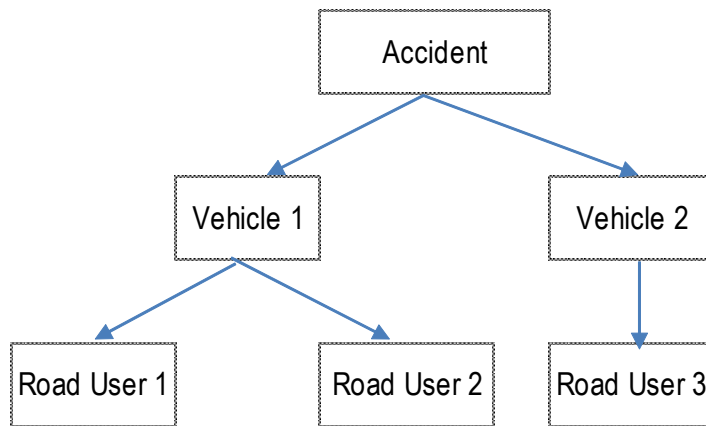 Accident
Vehicle 1
Vehicle 2
Road User 1
Road User 2
Road User 3